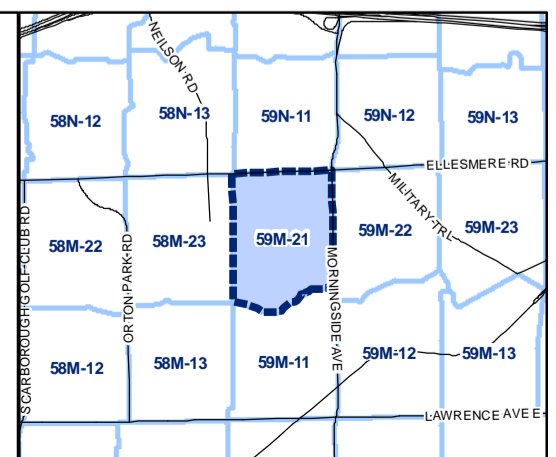 NEILSON RD
58N-12
58N-13
59N-11
59N-12
59N-13
ELLESMERE RD
MILITARY TRL
SCARBOROUGH GOLF CLUB RD
58M-22
ORTON PARK RD
58M-23
59M-21
MORNINGSIDE AVE
59M-22
59M-23
58M-12
58M-13
59M-11
59M-12
59M-13
LAWRENCE AVE E